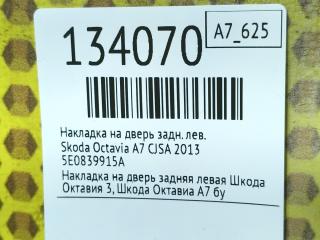 134070
A7_625
Накладка на дверь задн.лев.
Skoda Octavia A7 CJSA 2013
5E0839915A
Накладка на дверь задняя левая Шкода
Октавия 3, Шкода Октавиа А7 бу